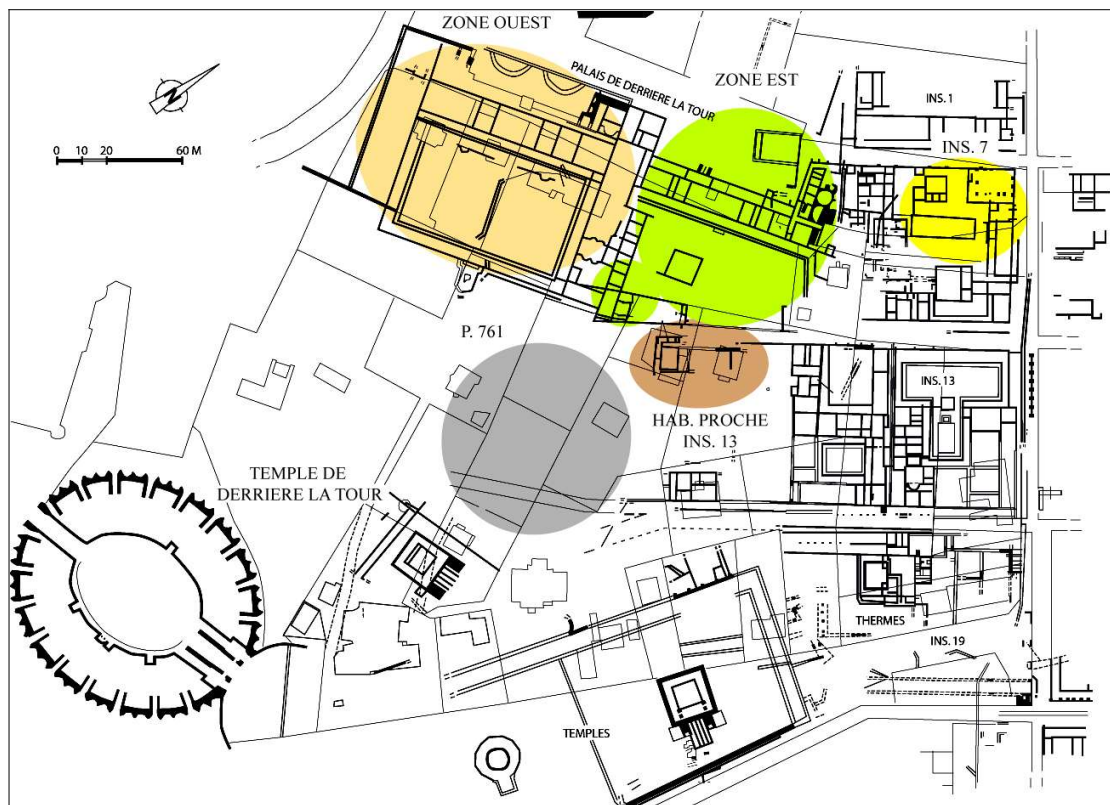 ZONE OUEST
PALAIS DE DERRIERE LA TOUR
ZONE EST
INS. 1
INS. 7
N
0 10 20 60 M
P. 761
INS. 13
HAB. PROCHE
INS. 13
TEMPLE DE
DERRIERE LA TOUR
THERMES
INS. 19
TEMPLES